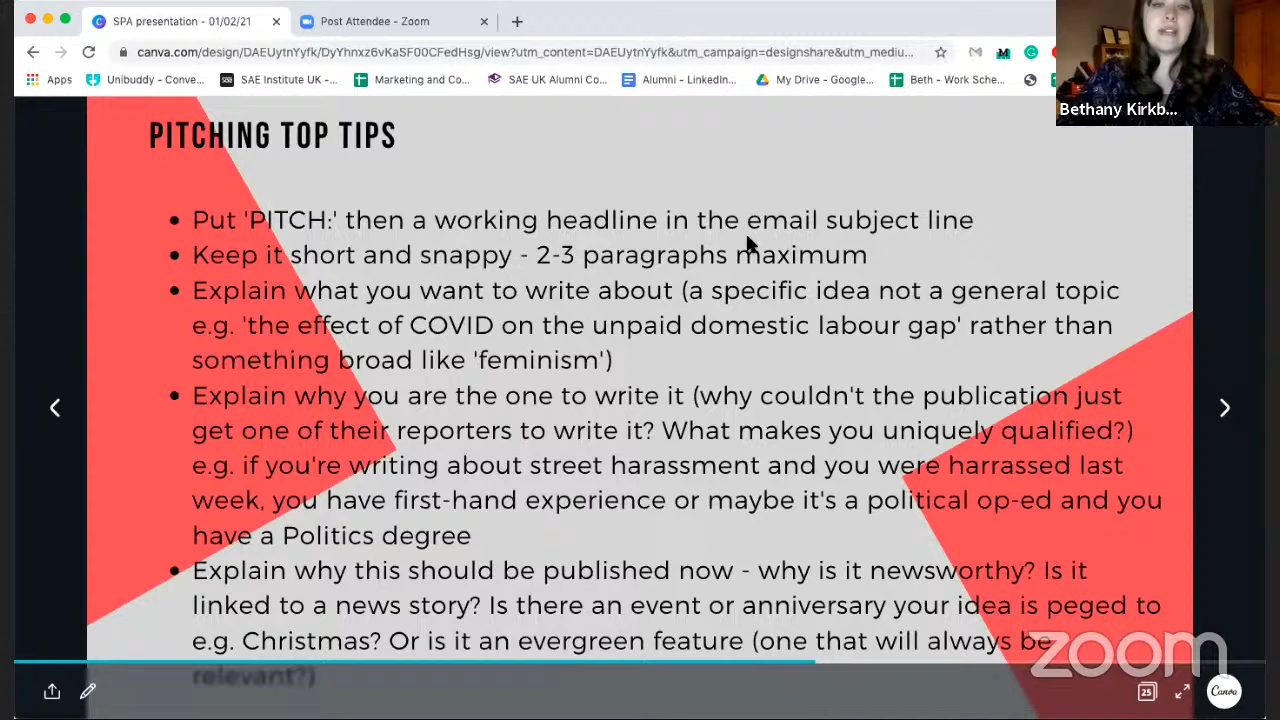 SPA presentation - 01/02/21
Post Attendee - Zoom
canva.com/design/DAEUytnYyfk/DyYhnxz6vKaSF00CFedHsg/view?utm_content=DAEUytnYyfk&utm_campaign=designshare&utm_mediu...
Apps
Unibuddy - Conve...
SAE Institute UK -...
Marketing and Co...
SAE UK Alumni Co...
Alumni - LinkedIn...
My Drive - Google...
Beth - Work Sche...
Bethany Kirkb...
PITCHING TOP TIPS
• Put 'PITCH:' then a working headline in the email subject line
• Keep it short and snappy - 2-3 paragraphs maximum
• Explain what you want to write about (a specific idea not a general topic
e.g. 'the effect of COVID on the unpaid domestic labour gap' rather than
something broad like 'feminism')
• Explain why you are the one to write it (why couldn't the publication just
get one of their reporters to write it? What makes you uniquely qualified?)
e.g. if you're writing about street harassment and you were harrassed last
week, you have first-hand experience or maybe it's a political op-ed and you
have a Politics degree
• Explain why this should be published now - why is it newsworthy? Is it
linked to a news story? Is there an event or anniversary your idea is peged to
e.g. Christmas? Or is it an evergreen feature (one that will always be
relevant?)
zoom
25
Canva